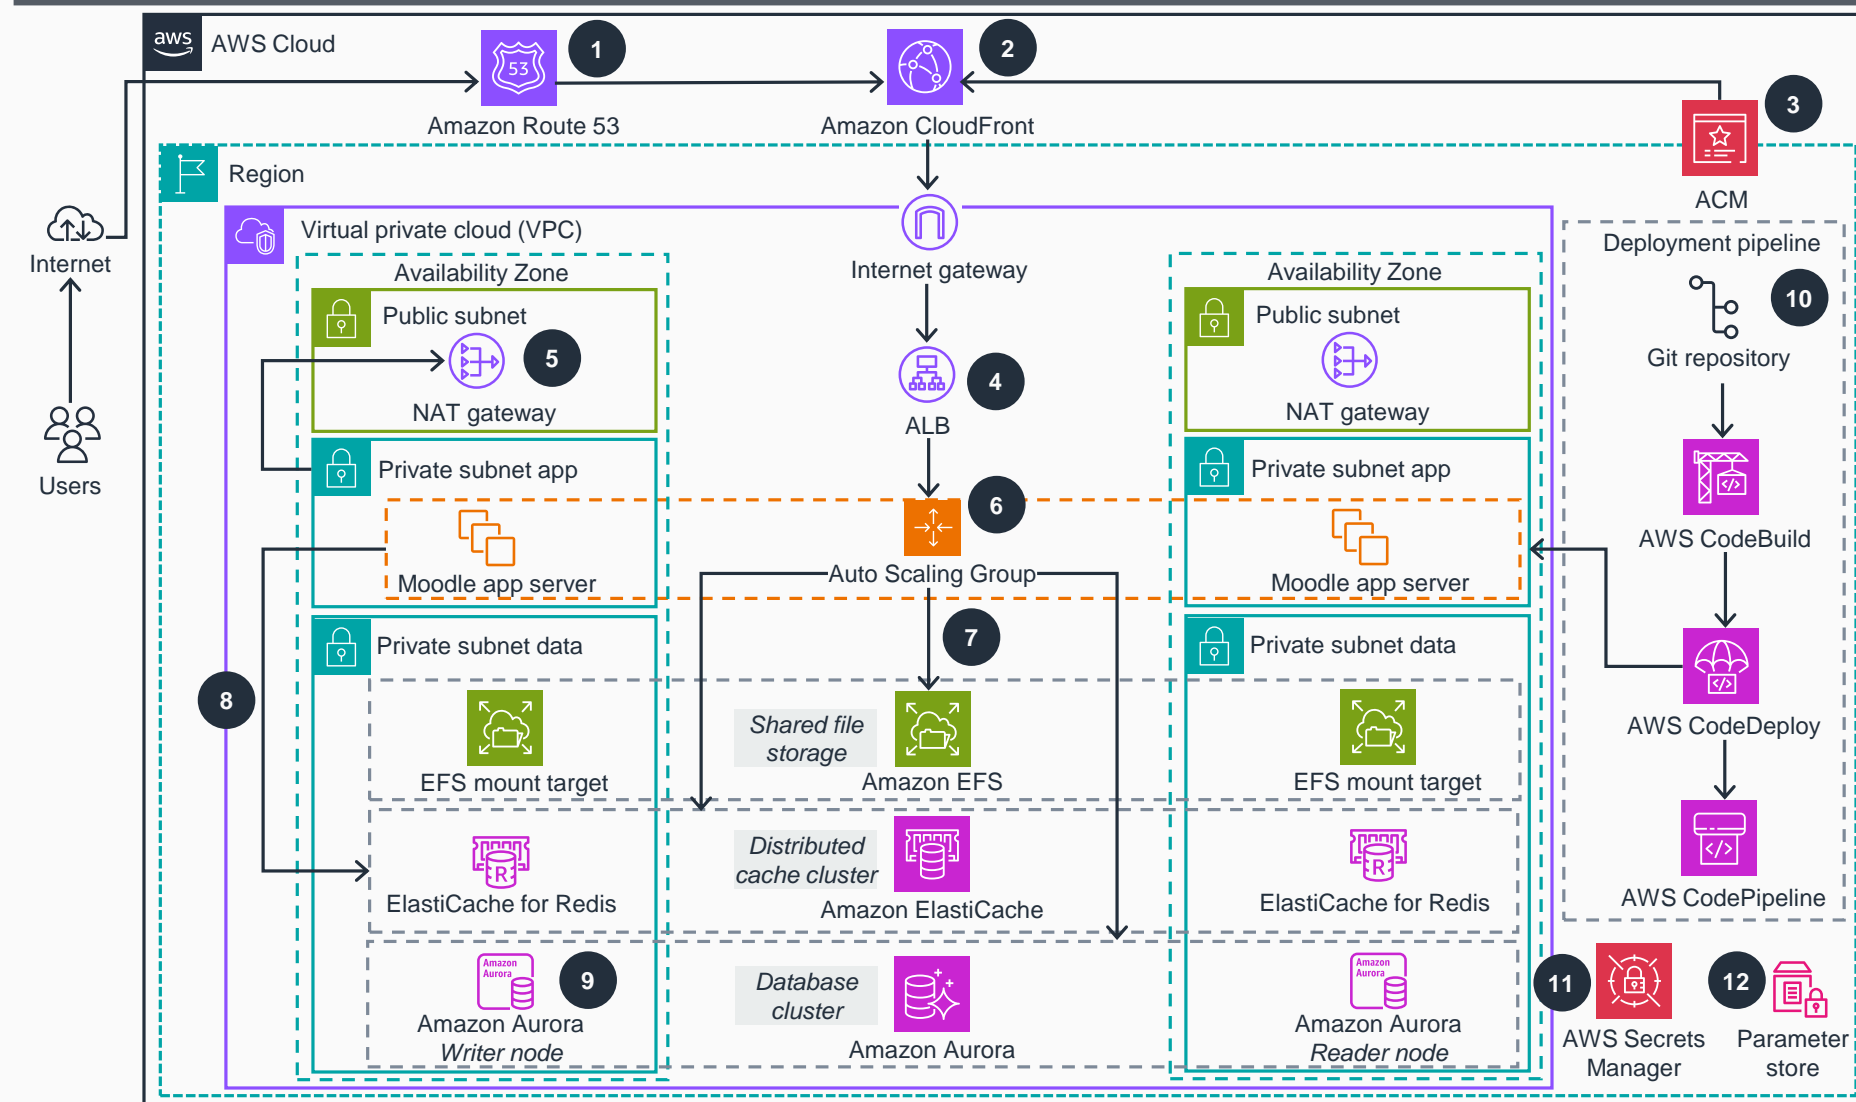 aws
AWS Cloud
53
1
2
3
Amazon Route 53
Amazon CloudFront
ACM
Region
Internet
Users
Virtual private cloud (VPC)
Internet gateway
Availability Zone
Public subnet
5
NAT gateway
4
ALB
Availability Zone
Public subnet
NAT gateway
Private subnet app
Moodle app server
6
Auto Scaling Group
Private subnet app
Moodle app server
7
8
Private subnet data
EFS mount target
Shared file
storage
Amazon EFS
Private subnet data
EFS mount target
R
ElastiCache for Redis
Distributed
cache cluster
Amazon ElastiCache
R
ElastiCache for Redis
Amazon
Aurora
9
Amazon Aurora
Writer node
Database
cluster
Amazon Aurora
Amazon
Aurora
Amazon Aurora
Reader node
Deployment pipeline
10
Git repository
</>
AWS CodeBuild
</>
AWS CodeDeploy
</>
AWS CodePipeline
11
AWS Secrets
Manager
12
Parameter
store